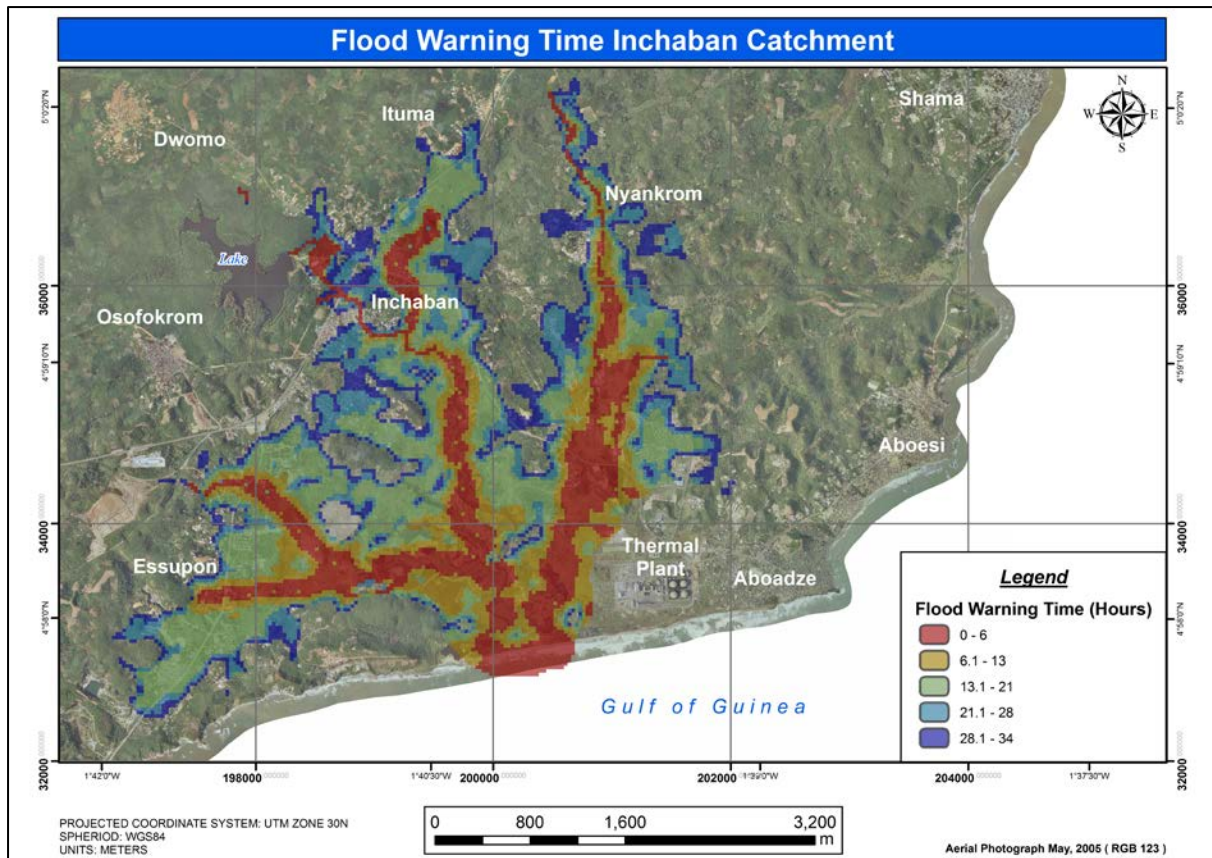 Flood Warning Time Inchaban Catchment
N
W E
S
Shama
Ituma
Dwomo
Nyankrom
Lake
Inchaban
Osofokrom
Aboesi
Thermal
Plant
Essupon
Aboadze
Gulf of Guinea
Legend
Flood Warning Time (Hours)
0 - 6
6.1 - 13
13.1 - 21
21.1 - 28
28.1 - 34
5°0'20"N
36000
4°59'10"N
34000
4°58'0"N
32000
5°0'20"N
36000
4°59'10"N
34000
4°58'0"N
32000
1°42'0"W
198000
1°40'30"W
200000
202000
1°39'0"W
204000
1°37'30"W
PROJECTED COORDINATE SYSTEM: UTM ZONE 30N
SPHERIOD: WGS84
UNITS: METERS
0 800 1,600 3,200
m
Aerial Photograph May, 2005 ( RGB 123 )